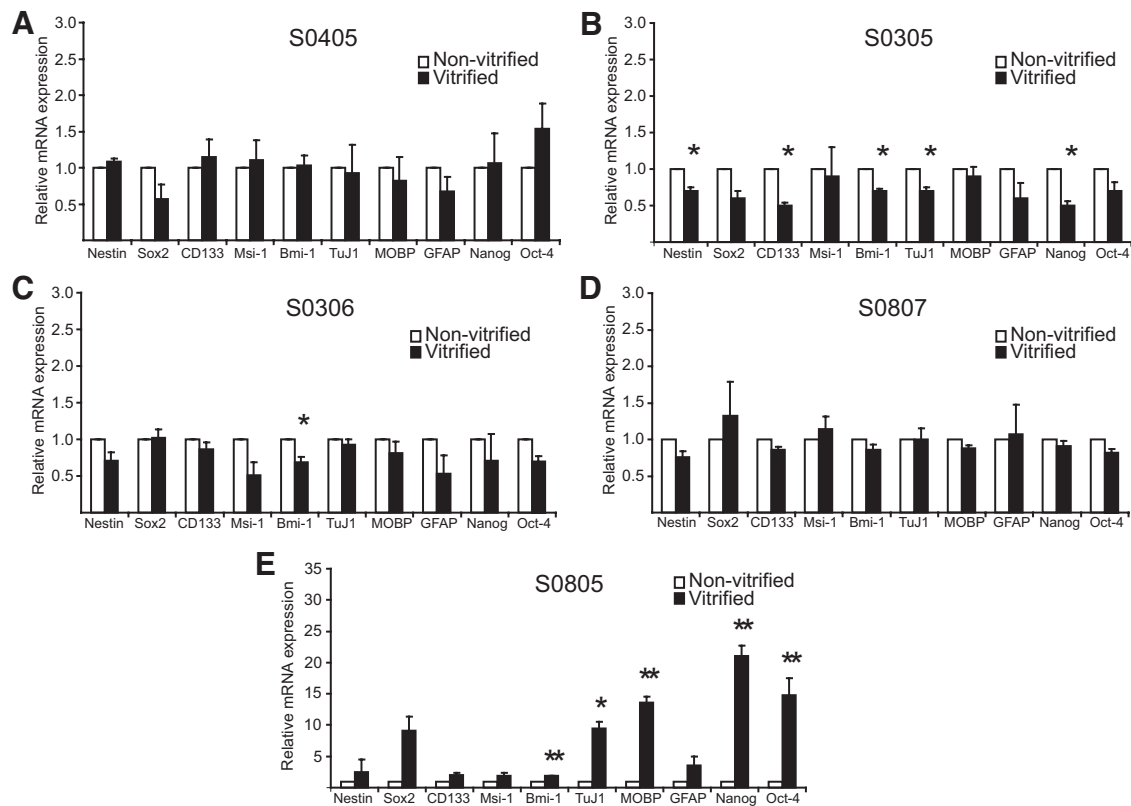 A
S0405
Relative mRNA expression
3.0
2.5
2.0
1.5
1.0
0.5
Non-vitrified
Vitrified
Nestin Sox2 CD133 Msi-1 Bmi-1 TuJ1 MOBP GFAP Nanog Oct-4
B
S0305
Relative mRNA expression
3.0
2.5
2.0
1.5
1.0
0.5
Non-vitrified
Vitrified
* * * * *
Nestin Sox2 CD133 Msi-1 Bmi-1 TuJ1 MOBP GFAP Nanog Oct-4
C
S0306
Relative mRNA expression
3.0
2.5
2.0
1.5
1.0
0.5
Non-vitrified
Vitrified
*
Nestin Sox2 CD133 Msi-1 Bmi-1 TuJ1 MOBP GFAP Nanog Oct-4
D
S0807
Relative mRNA expression
3.0
2.5
2.0
1.5
1.0
0.5
Non-vitrified
Vitrified
Nestin Sox2 CD133 Msi-1 Bmi-1 TuJ1 MOBP GFAP Nanog Oct-4
E
S0805
Relative mRNA expression
35
30
25
20
15
10
5
Non-vitrified
Vitrified
** * ** ** **
Nestin Sox2 CD133 Msi-1 Bmi-1 TuJ1 MOBP GFAP Nanog Oct-4